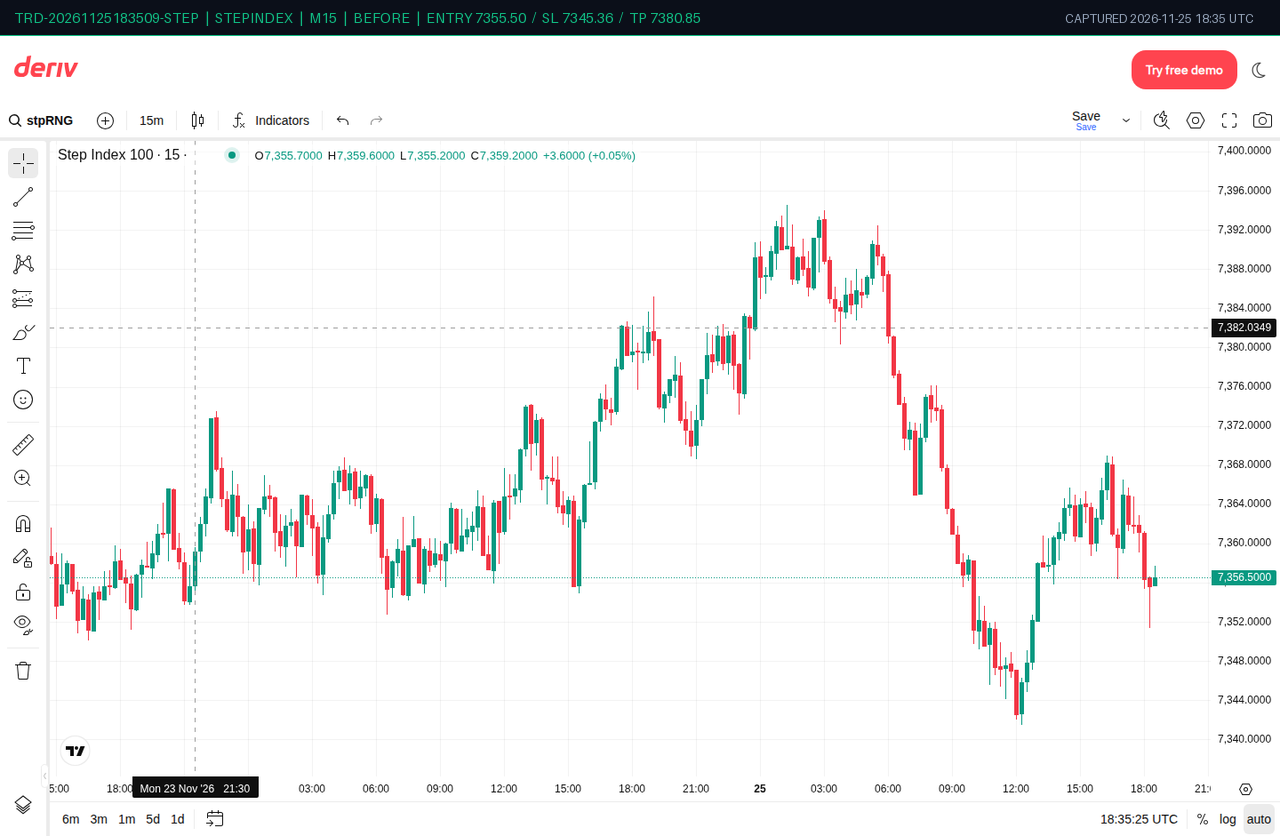 TRD-20261125183509-STEP | STEPINDEX | M15 | BEFORE | ENTRY 7355.50 / SL 7345.36 / TP 7380.85
CAPTURED 2026-11-25 18:35 UTC
deriv
Try free demo
stpRNG
15m
Indicators
Save
Save
Step Index 100 · 15 ·
O7,355.7000 H7,359.6000 L7,355.2000 C7,359.2000 +3.6000 (+0.05%)
7,400.0000
7,396.0000
7,392.0000
7,388.0000
7,384.0000
7,382.0349
7,380.0000
7,376.0000
7,372.0000
7,368.0000
7,364.0000
7,360.0000
7,356.5000
7,352.0000
7,348.0000
7,344.0000
7,340.0000
5:00 18:00 Mon 23 Nov '26 21:30 03:00 06:00 09:00 12:00 15:00 18:00 21:00 25 03:00 06:00 09:00 12:00 15:00 18:00 21:
6m 3m 1m 5d 1d
18:35:25 UTC % log auto